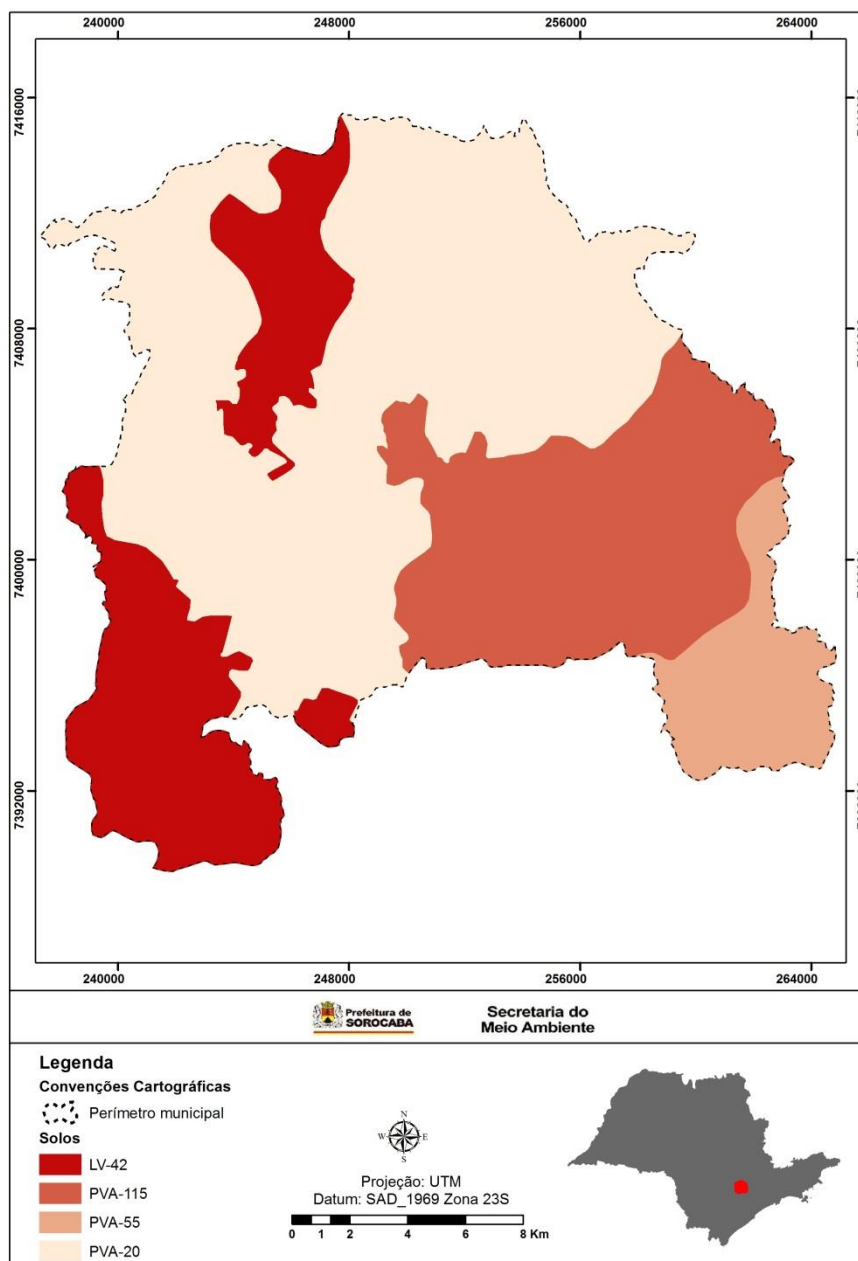 240000 248000 256000 264000
7416000
7408000
7400000
7392000
240000 248000 256000 264000
Prefeitura de
SOROCABA
Secretaria do
Meio Ambiente
Legenda
Convenções Cartográficas
Perímetro municipal
Solos
LV-42
PVA-115
PVA-55
PVA-20
N
W E
S
Projeção: UTM
Datum: SAD_1969 Zona 23S
0 1 2 4 6 8 Km